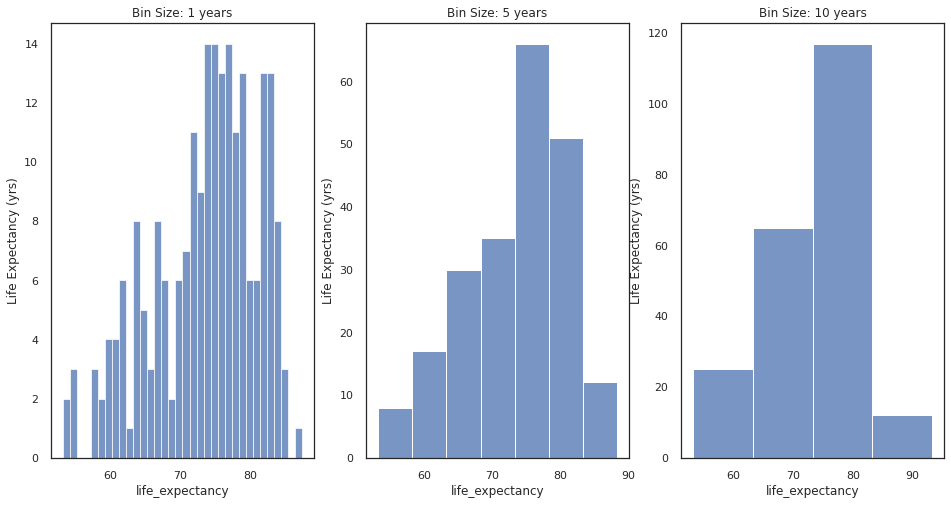 Bin Size: 1 years
14
12
10
8
6
4
2
0
60 70 80
life_expectancy
Life Expectancy (yrs)
Bin Size: 5 years
60
50
40
30
20
10
0
60 70 80 90
life_expectancy
Life Expectancy (yrs)
Bin Size: 10 years
120
100
80
60
40
20
0
60 70 80 90
life_expectancy
Life Expectancy (yrs)